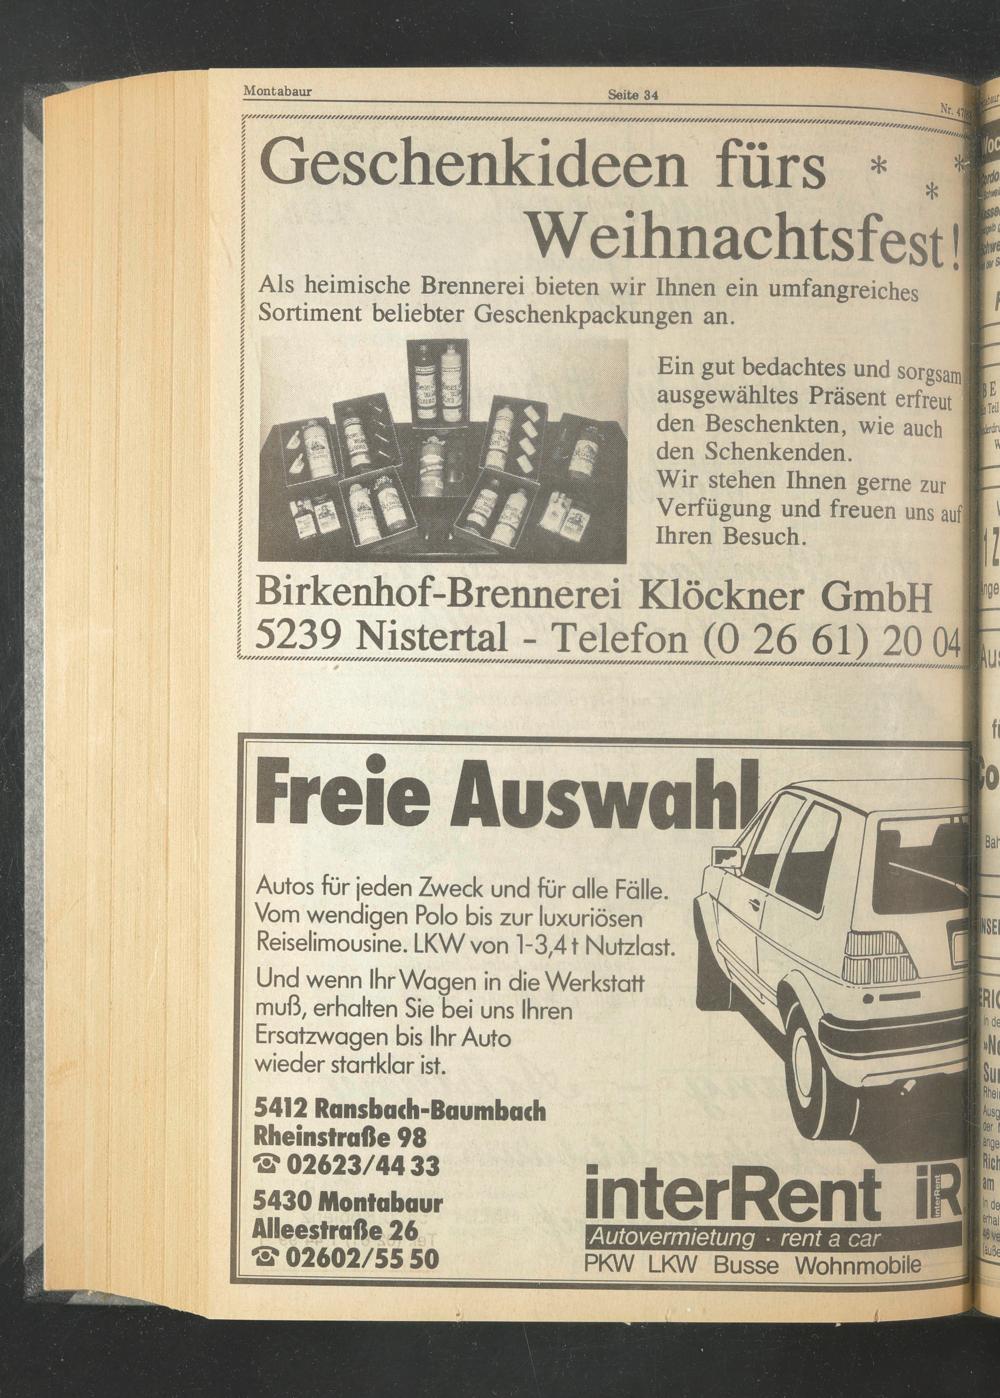 Montabaur
Seite 34
Nr. 47
Geschenkideen fürs * * *
Weihnachtsfest!
Als heimische Brennerei bieten wir Ihnen ein umfangreiches
Sortiment beliebter Geschenkpackungen an.
Ein gut bedachtes und sorgsam
ausgewähltes Präsent erfreut
den Beschenkten, wie auch
den Schenkenden.
Wir stehen Ihnen gerne zur
Verfügung und freuen uns auf
Ihren Besuch.
Birkenhof-Brennerei Klöckner GmbH
5239 Nistertal - Telefon (0 26 61) 20 04
Freie Auswahl
Autos für jeden Zweck und für alle Fälle.
Vom wendigen Polo bis zur luxuriösen
Reiselimousine. LKW von 1-3,4 t Nutzlast.
Und wenn Ihr Wagen in die Werkstatt
muß, erhalten Sie bei uns Ihren
Ersatzwagen bis Ihr Auto
wieder startklar ist.
5412 Ransbach-Baumbach
Rheinstraße 98
☎ 02623/44 33
5430 Montabaur
Alleestraße 26
☎ 02602/55 50
interRent iR
interRent
Autovermietung · rent a car
PKW LKW Busse Wohnmobile